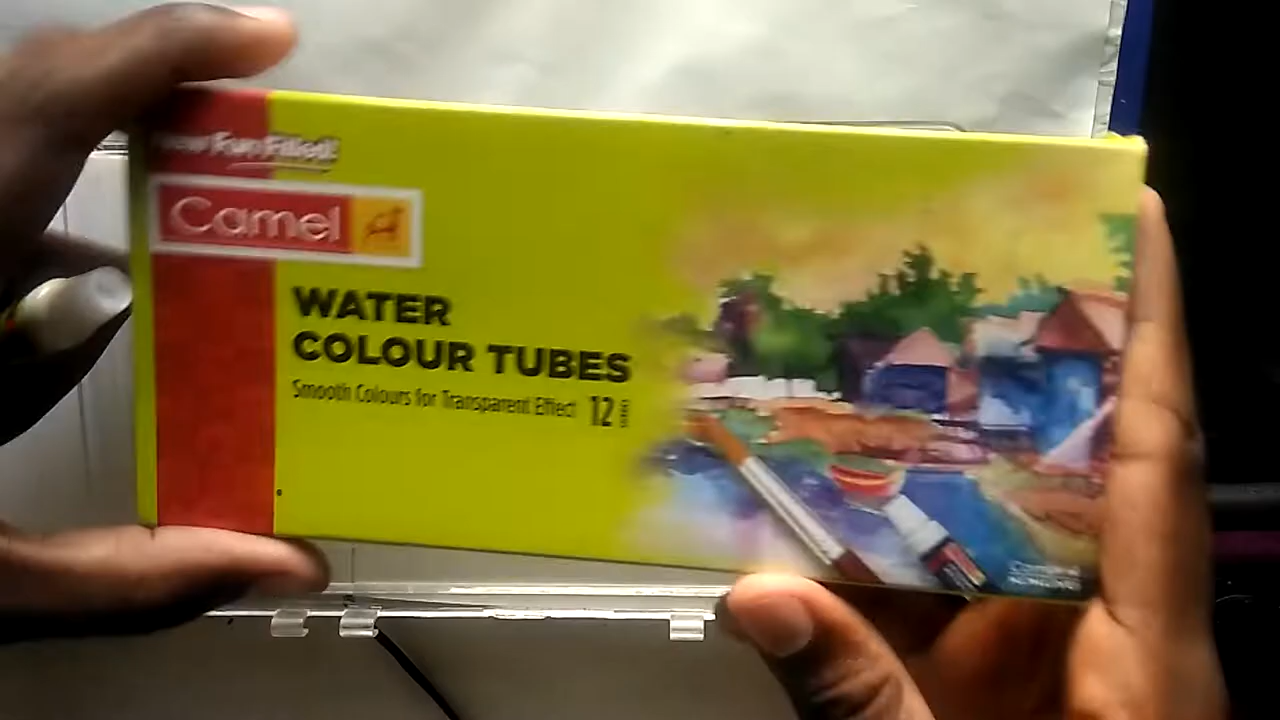 New Fun Filled!
Camel
WATER
COLOUR TUBES
Smooth Colours for Transparent Effect 12